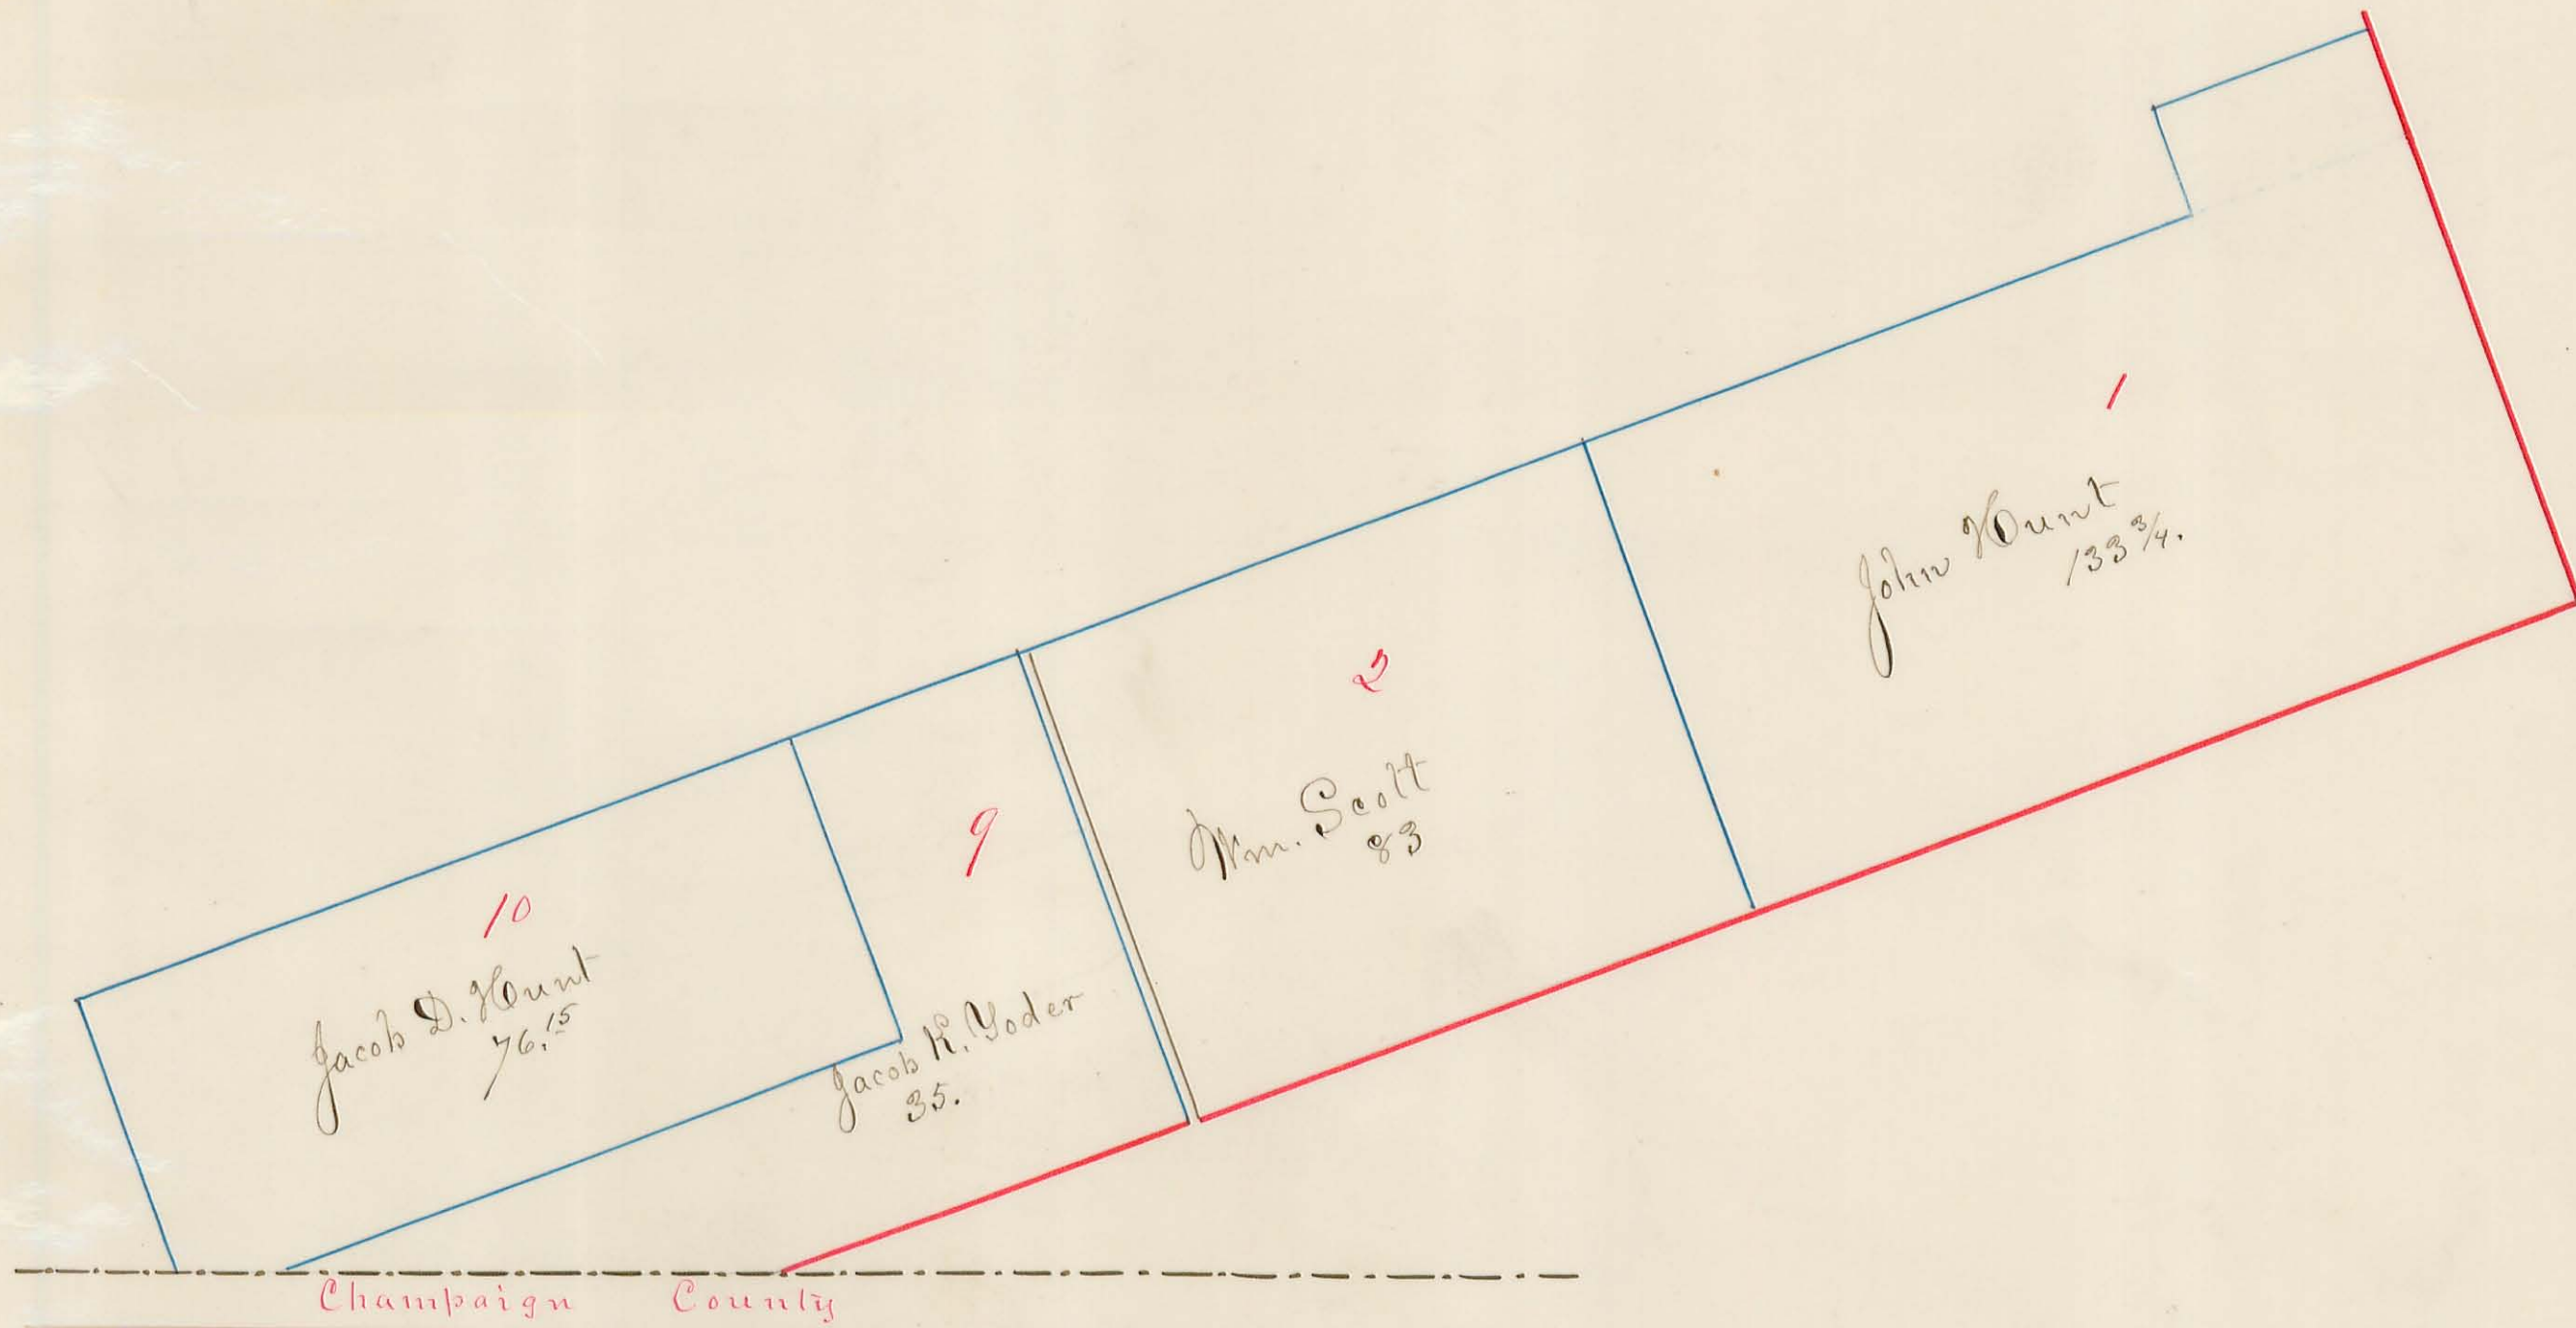 1
John Hunt
133 3/4.
2
Wm. Scott
83
9
Jacob K. Yoder
35.
10
Jacob D. Hunt
76.15
Champaign County